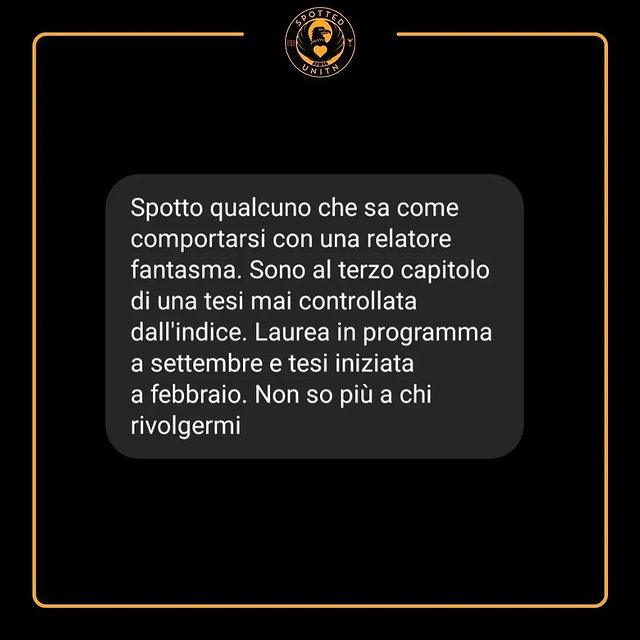 SPOTTED
UNITN
Spotto qualcuno che sa come
comportarsi con una relatore
fantasma. Sono al terzo capitolo
di una tesi mai controllata
dall'indice. Laurea in programma
a settembre e tesi iniziata
a febbraio. Non so più a chi
rivolgermi